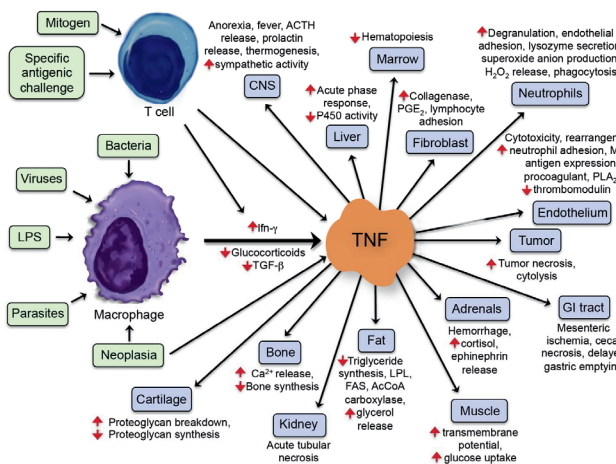 Mitogen
Specific
antigenic
challenge
T cell
Anorexia, fever, ACTH
release, prolactin
release, thermogenesis,
sympathetic activity
CNS
Hematopoiesis
Marrow
Degranulation, endothelial
adhesion, lysozyme secretion
superoxide anion production
H₂O₂ release, phagocytosis
Neutrophils
Acute phase
response,
P450 activity
Liver
Collagenase,
PGE₂, lymphocyte
adhesion
Fibroblast
Cytotoxicity,
neutrophil adhesion,
antigen expression
procoagulant, PLA₂
thrombomodulin
Endothelium
Bacteria
Viruses
LPS
Parasites
Macrophage
Neoplasia
Ifn-γ
Glucocorticoids
TGF-β
TNF
Tumor
Tumor necrosis,
cytolysis
GI tract
Mesenteric
ischemia,
necrosis,
gastric
Adrenals
Hemorrhage,
cortisol,
ephinephrin
release
Bone
Ca²⁺ release,
Bone synthesis
Fat
Triglyceride
synthesis, LPL,
FAS, AcCoA
carboxylase,
glycerol
release
Cartilage
Proteoglycan breakdown,
Proteoglycan synthesis
Kidney
Acute tubular
necrosis
Muscle
transmembrane
potential,
glucose uptake